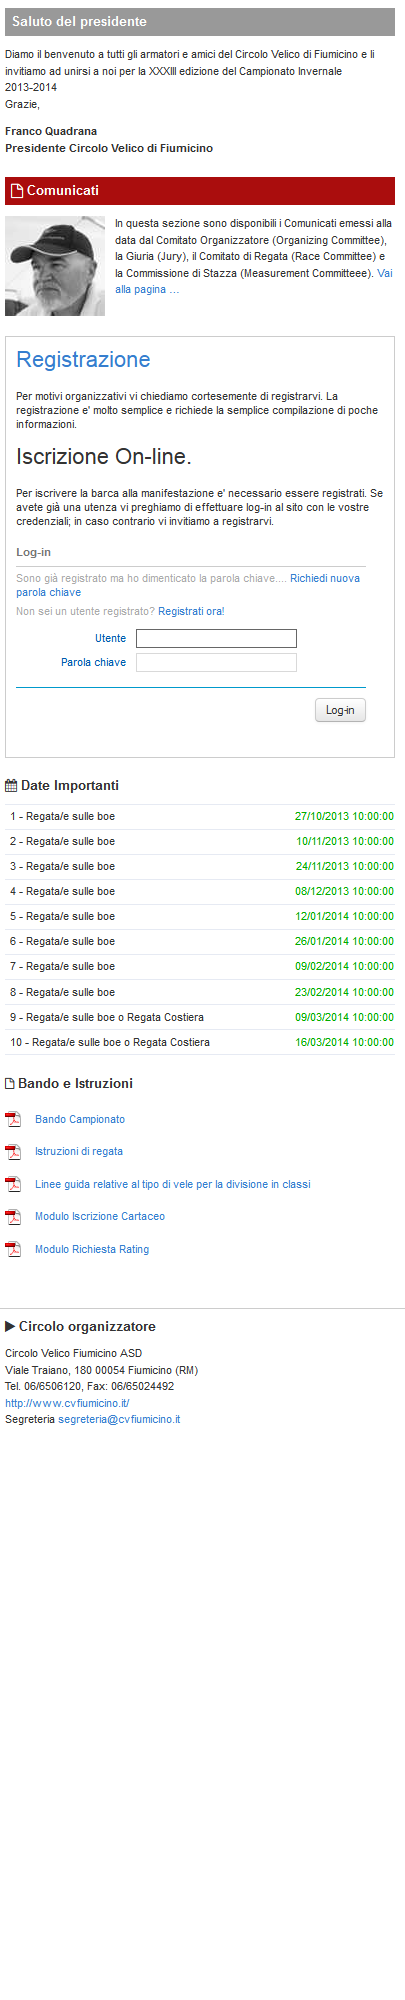 Saluto del presidente
Diamo il benvenuto a tutti gli armatori e amici del Circolo Velico di Fiumicino e li
invitiamo ad unirsi a noi per la XXXIII edizione del Campionato Invernale
2013-2014
Grazie,
Franco Quadrana
Presidente Circolo Velico di Fiumicino
Comunicati
In questa sezione sono disponibili i Comunicati emessi alla
data dal Comitato Organizzatore (Organizing Committee),
la Giuria (Jury), il Comitato di Regata (Race Committee) e
la Commissione di Stazza (Measurement Committeee). Vai
alla pagina ...
Registrazione
Per motivi organizzativi vi chiediamo cortesemente di registrarvi. La
registrazione e' molto semplice e richiede la semplice compilazione di poche
informazioni.
Iscrizione On-line.
Per iscrivere la barca alla manifestazione e' necessario essere registrati. Se
avete già una utenza vi preghiamo di effettuare log-in al sito con le vostre
credenziali; in caso contrario vi invitiamo a registrarvi.
Log-in
Sono già registrato ma ho dimenticato la parola chiave.... Richiedi nuova
parola chiave
Non sei un utente registrato? Registrati ora!
Utente
Parola chiave
Log-in
Date Importanti
1 - Regata/e sulle boe 27/10/2013 10:00:00
2 - Regata/e sulle boe 10/11/2013 10:00:00
3 - Regata/e sulle boe 24/11/2013 10:00:00
4 - Regata/e sulle boe 08/12/2013 10:00:00
5 - Regata/e sulle boe 12/01/2014 10:00:00
6 - Regata/e sulle boe 26/01/2014 10:00:00
7 - Regata/e sulle boe 09/02/2014 10:00:00
8 - Regata/e sulle boe 23/02/2014 10:00:00
9 - Regata/e sulle boe o Regata Costiera 09/03/2014 10:00:00
10 - Regata/e sulle boe o Regata Costiera 16/03/2014 10:00:00
Bando e Istruzioni
Bando Campionato
Istruzioni di regata
Linee guida relative al tipo di vele per la divisione in classi
Modulo Iscrizione Cartaceo
Modulo Richiesta Rating
Circolo organizzatore
Circolo Velico Fiumicino ASD
Viale Traiano, 180 00054 Fiumicino (RM)
Tel. 06/6506120, Fax: 06/65024492
http://www.cvfiumicino.it/
Segreteria segreteria@cvfiumicino.it